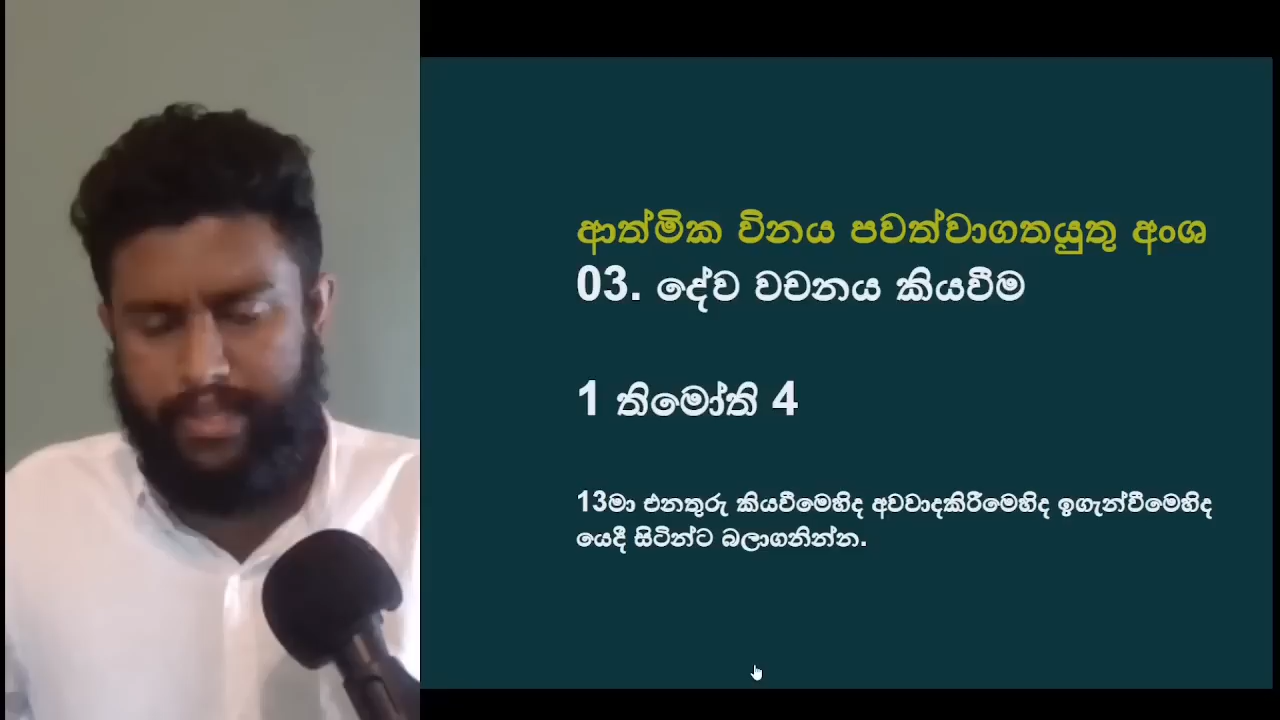 ආත්මික විනය පවත්වාගතයුතු අංශ
03. දේව වචනය කියවීම
1 තිමෝති 4
13මා එනතුරු කියවීමෙහිද අවවාදකිරීමෙහිද ඉගැන්වීමෙහිද
යෙදී සිටින්ට බලාගනින්න.